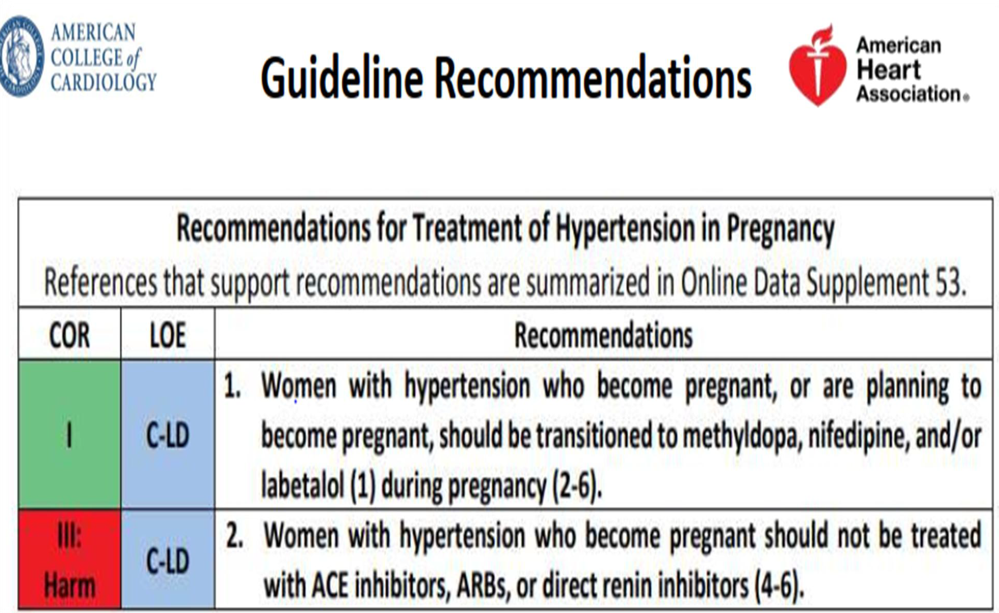 AMERICAN
COLLEGE of
CARDIOLOGY
Guideline Recommendations
American
Heart
Association®
Recommendations for Treatment of Hypertension in Pregnancy
References that support recommendations are summarized in Online Data Supplement 53.
COR
LOE
Recommendations
I
C-LD
1. Women with hypertension who become pregnant, or are planning to
become pregnant, should be transitioned to methyldopa, nifedipine, and/or
labetalol (1) during pregnancy (2-6).
III:
Harm
C-LD
2. Women with hypertension who become pregnant should not be treated
with ACE inhibitors, ARBs, or direct renin inhibitors (4-6).